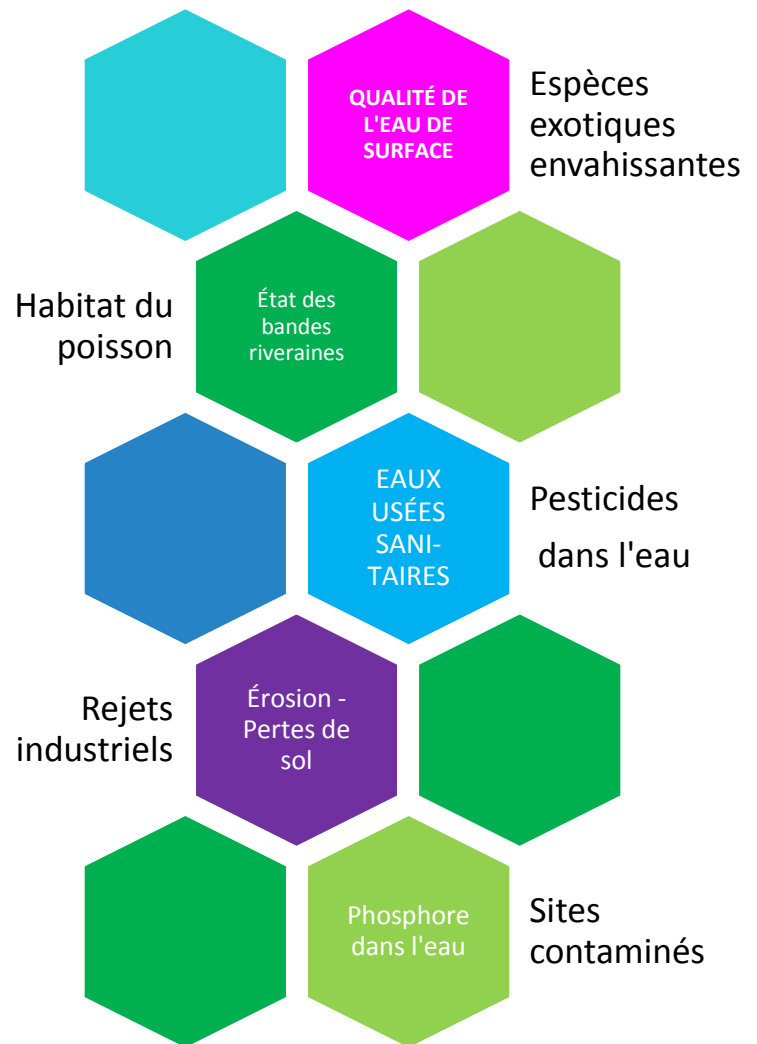 QUALITÉ DE
L'EAU DE
SURFACE
Espèces
exotiques
envahissantes
Habitat du
poisson
État des
bandes
riveraines
EAUX
USÉES
SANI-
TAIRES
Pesticides
dans l'eau
Rejets
industriels
Érosion -
Pertes de
sol
Phosphore
dans l'eau
Sites
contaminés